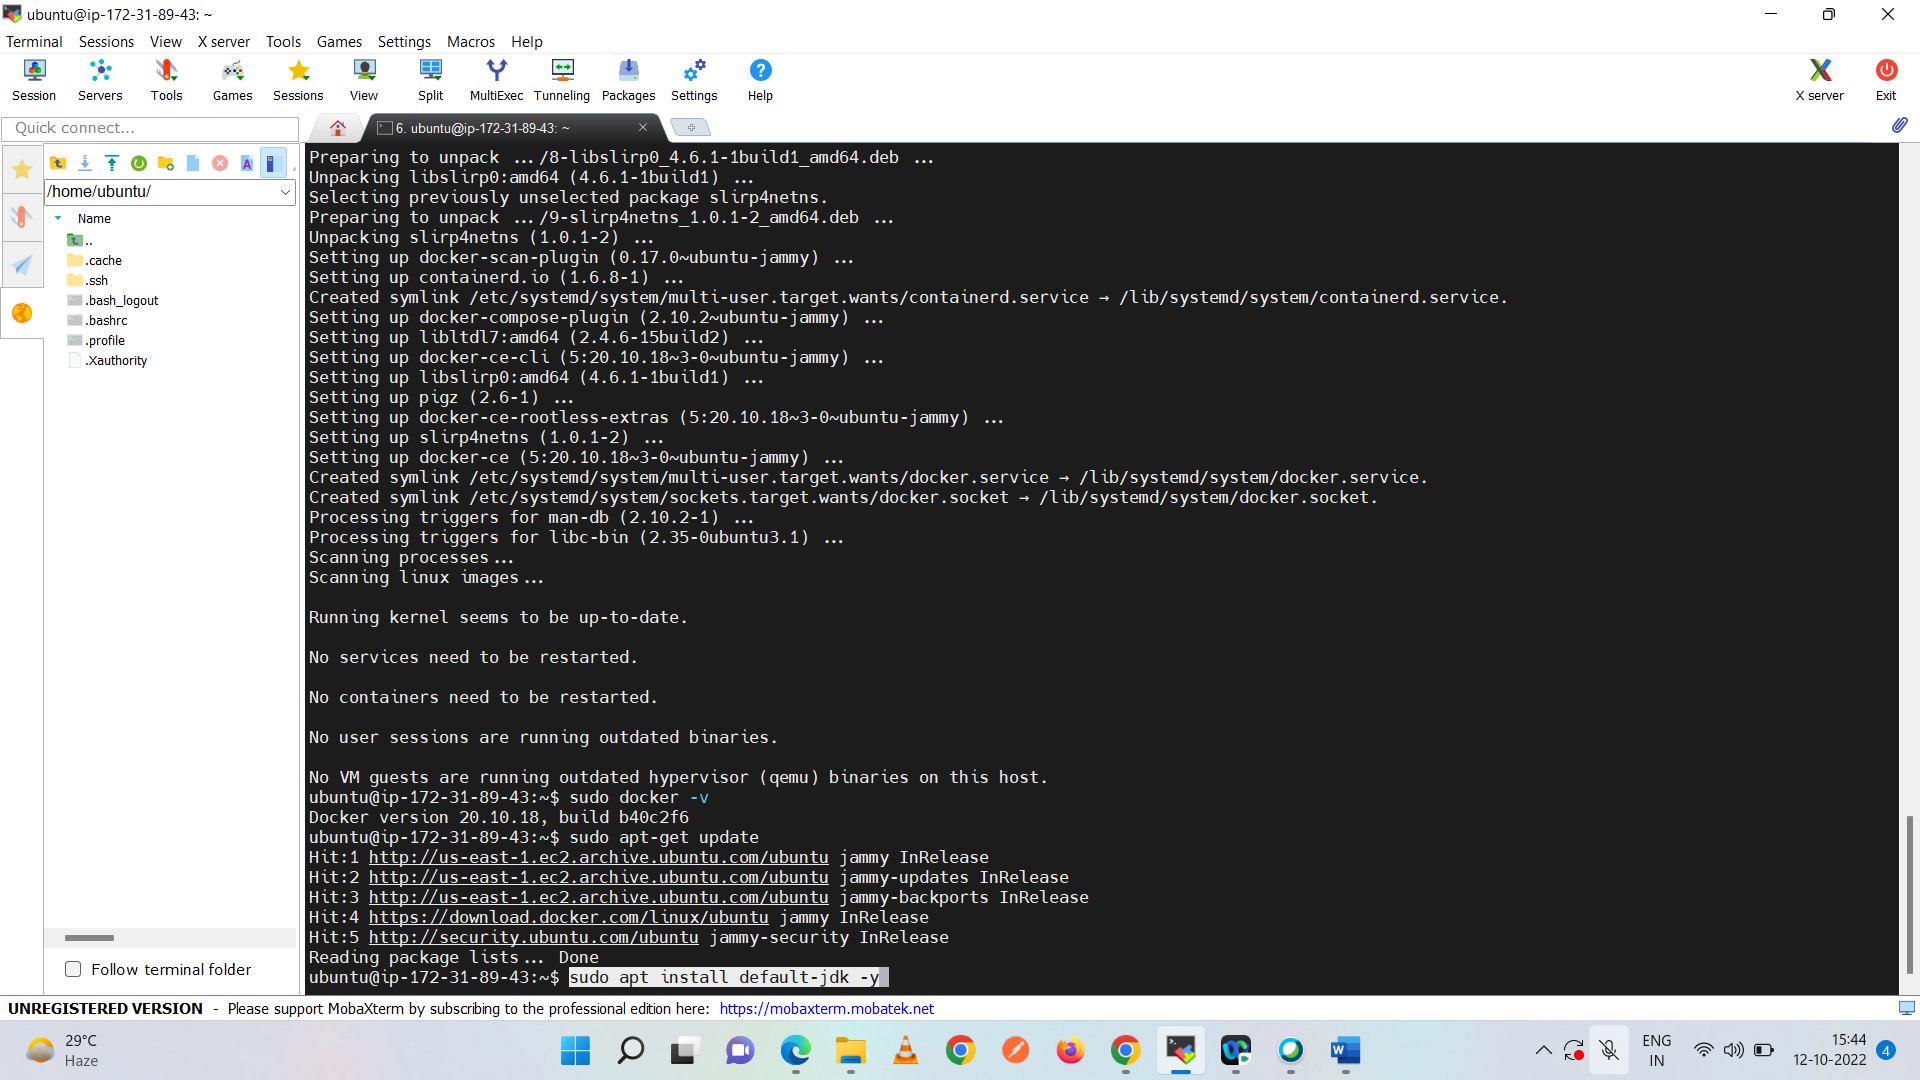 ubuntu@ip-172-31-89-43: ~
Terminal Sessions View X server Tools Games Settings Macros Help
Session Servers Tools Games Sessions View Split MultiExec Tunneling Packages Settings Help X server Exit
Quick connect...
6. ubuntu@ip-172-31-89-43: ~
/home/ubuntu/
Name
..
.cache
.ssh
.bash_logout
.bashrc
.profile
.Xauthority
Follow terminal folder
Preparing to unpack .../8-libslirp0_4.6.1-1build1_amd64.deb ...
Unpacking libslirp0:amd64 (4.6.1-1build1) ...
Selecting previously unselected package slirp4netns.
Preparing to unpack .../9-slirp4netns_1.0.1-2_amd64.deb ...
Unpacking slirp4netns (1.0.1-2) ...
Setting up docker-scan-plugin (0.17.0~ubuntu-jammy) ...
Setting up containerd.io (1.6.8-1) ...
Created symlink /etc/systemd/system/multi-user.target.wants/containerd.service → /lib/systemd/system/containerd.service.
Setting up docker-compose-plugin (2.10.2~ubuntu-jammy) ...
Setting up libltdl7:amd64 (2.4.6-15build2) ...
Setting up docker-ce-cli (5:20.10.18~3-0~ubuntu-jammy) ...
Setting up libslirp0:amd64 (4.6.1-1build1) ...
Setting up pigz (2.6-1) ...
Setting up docker-ce-rootless-extras (5:20.10.18~3-0~ubuntu-jammy) ...
Setting up slirp4netns (1.0.1-2) ...
Setting up docker-ce (5:20.10.18~3-0~ubuntu-jammy) ...
Created symlink /etc/systemd/system/multi-user.target.wants/docker.service → /lib/systemd/system/docker.service.
Created symlink /etc/systemd/system/sockets.target.wants/docker.socket → /lib/systemd/system/docker.socket.
Processing triggers for man-db (2.10.2-1) ...
Processing triggers for libc-bin (2.35-0ubuntu3.1) ...
Scanning processes...
Scanning linux images...
Running kernel seems to be up-to-date.
No services need to be restarted.
No containers need to be restarted.
No user sessions are running outdated binaries.
No VM guests are running outdated hypervisor (qemu) binaries on this host.
ubuntu@ip-172-31-89-43:~$ sudo docker -v
Docker version 20.10.18, build b40c2f6
ubuntu@ip-172-31-89-43:~$ sudo apt-get update
Hit:1 http://us-east-1.ec2.archive.ubuntu.com/ubuntu jammy InRelease
Hit:2 http://us-east-1.ec2.archive.ubuntu.com/ubuntu jammy-updates InRelease
Hit:3 http://us-east-1.ec2.archive.ubuntu.com/ubuntu jammy-backports InRelease
Hit:4 https://download.docker.com/linux/ubuntu jammy InRelease
Hit:5 http://security.ubuntu.com/ubuntu jammy-security InRelease
Reading package lists... Done
ubuntu@ip-172-31-89-43:~$ sudo apt install default-jdk -y
UNREGISTERED VERSION - Please support MobaXterm by subscribing to the professional edition here: https://mobaxterm.mobatek.net
29°C
Haze
ENG
IN
15:44
12-10-2022
4